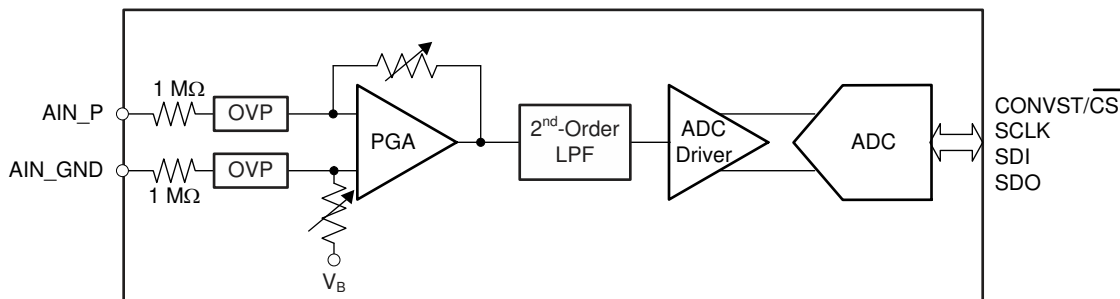 1 MΩ
AIN_P
OVP
PGA
AIN_GND
OVP
1 MΩ
V_B
2nd-Order
LPF
ADC
Driver
ADC
CONVST/C̅S̅
SCLK
SDI
SDO